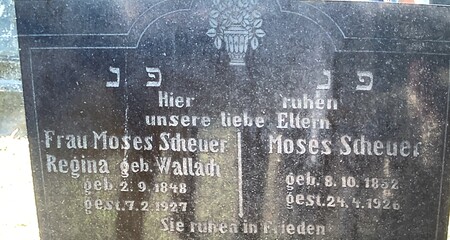 פ נ פ נ
Hier ruhen
unsere liebe Eltern
Frau Moses Scheuer
Regina geb. Wallach
geb. 2. 9. 1848
gest. 7. 2. 1927
Moses Scheuer
geb. 8. 10. 1852
gest. 24. 4. 1926
Sie ruhen in Frieden